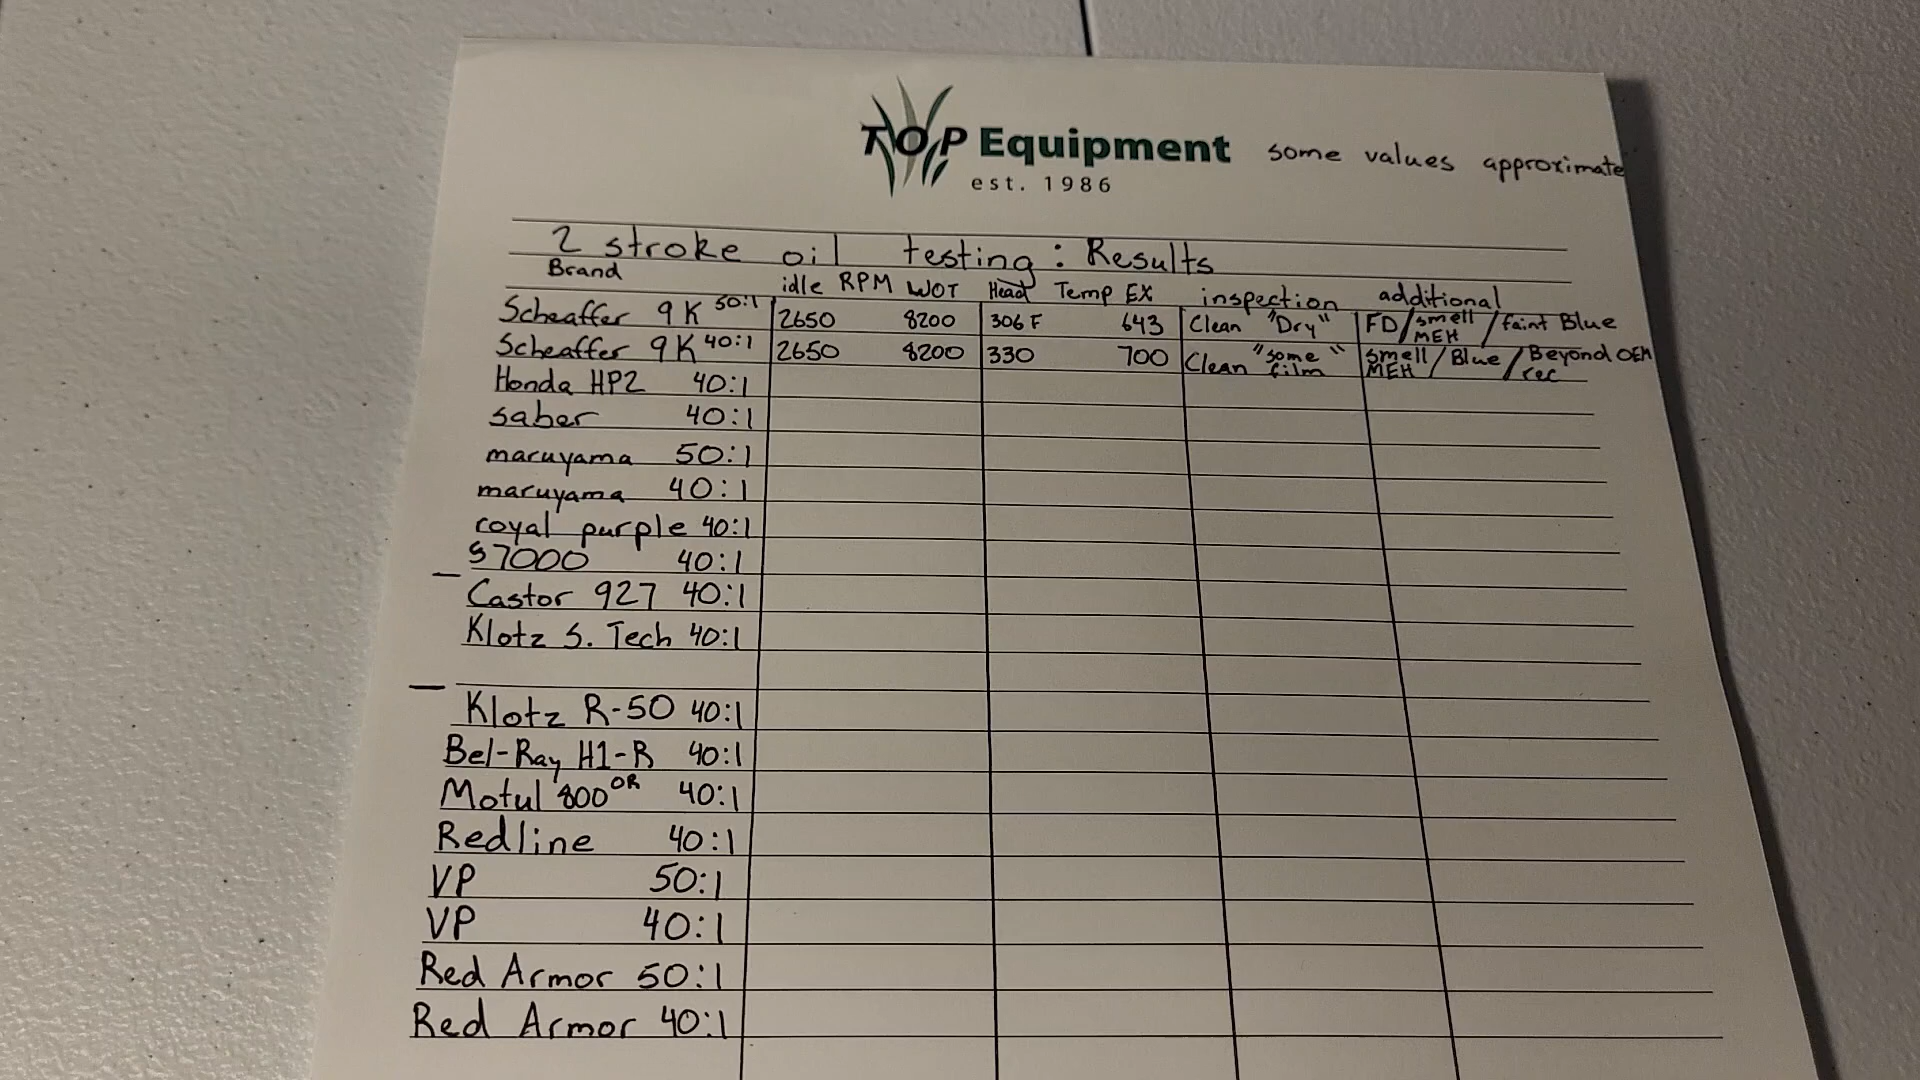 TOP Equipment some values approximate
est. 1986
2 stroke oil testing: Results
Brand idle RPM WOT Head Temp EX inspection additional
Scheaffer 9K 50:1 2650 8200 306 F 643 Clean "Dry" FD/smell MEH/faint Blue
Scheaffer 9K 40:1 2650 8200 330 700 Clean "some film" smell MEH/Blue/Beyond OEM rec
Honda HP2 40:1
saber 40:1
maruyama 50:1
maruyama 40:1
royal purple 40:1
S7000 40:1
Castor 927 40:1
Klotz S. Tech 40:1
Klotz R-50 40:1
Bel-Ray H1-R 40:1
Motul 800 OR 40:1
Redline 40:1
VP 50:1
VP 40:1
Red Armor 50:1
Red Armor 40:1